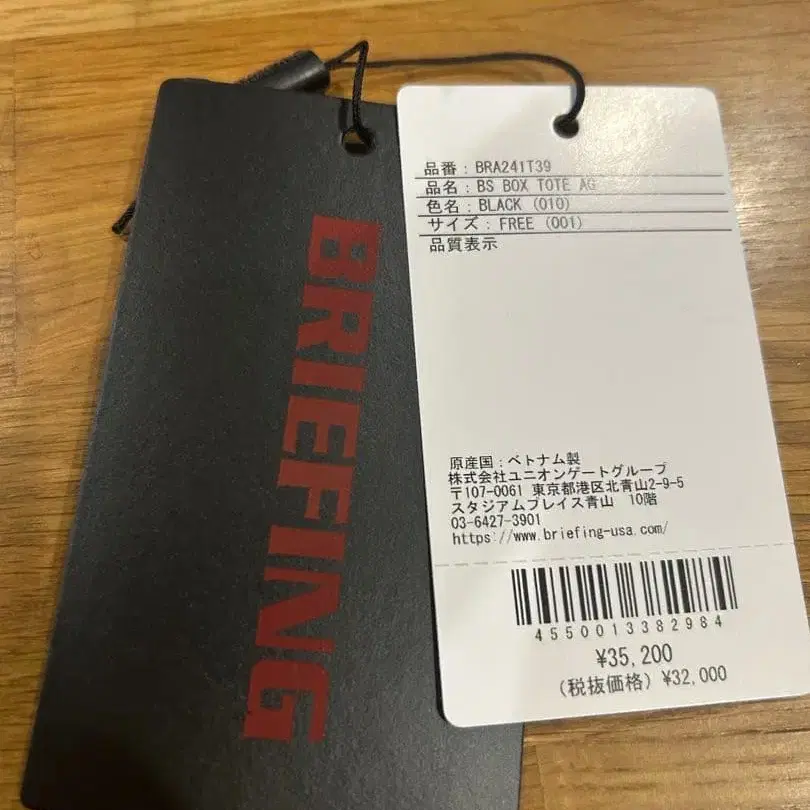 BRIEFING
品番：BRA241T39
品名：BS BOX TOTE AG
色名：BLACK (010)
サイズ：FREE (001)
品質表示
原産国：ベトナム製
株式会社ユニオンゲートグループ
〒107-0061 東京都港区北青山2-9-5
スタジアムプレイス青山 10階
03-6427-3901
https://www.briefing-usa.com/
4550013382984
¥35,200
(税抜価格) ¥32,000